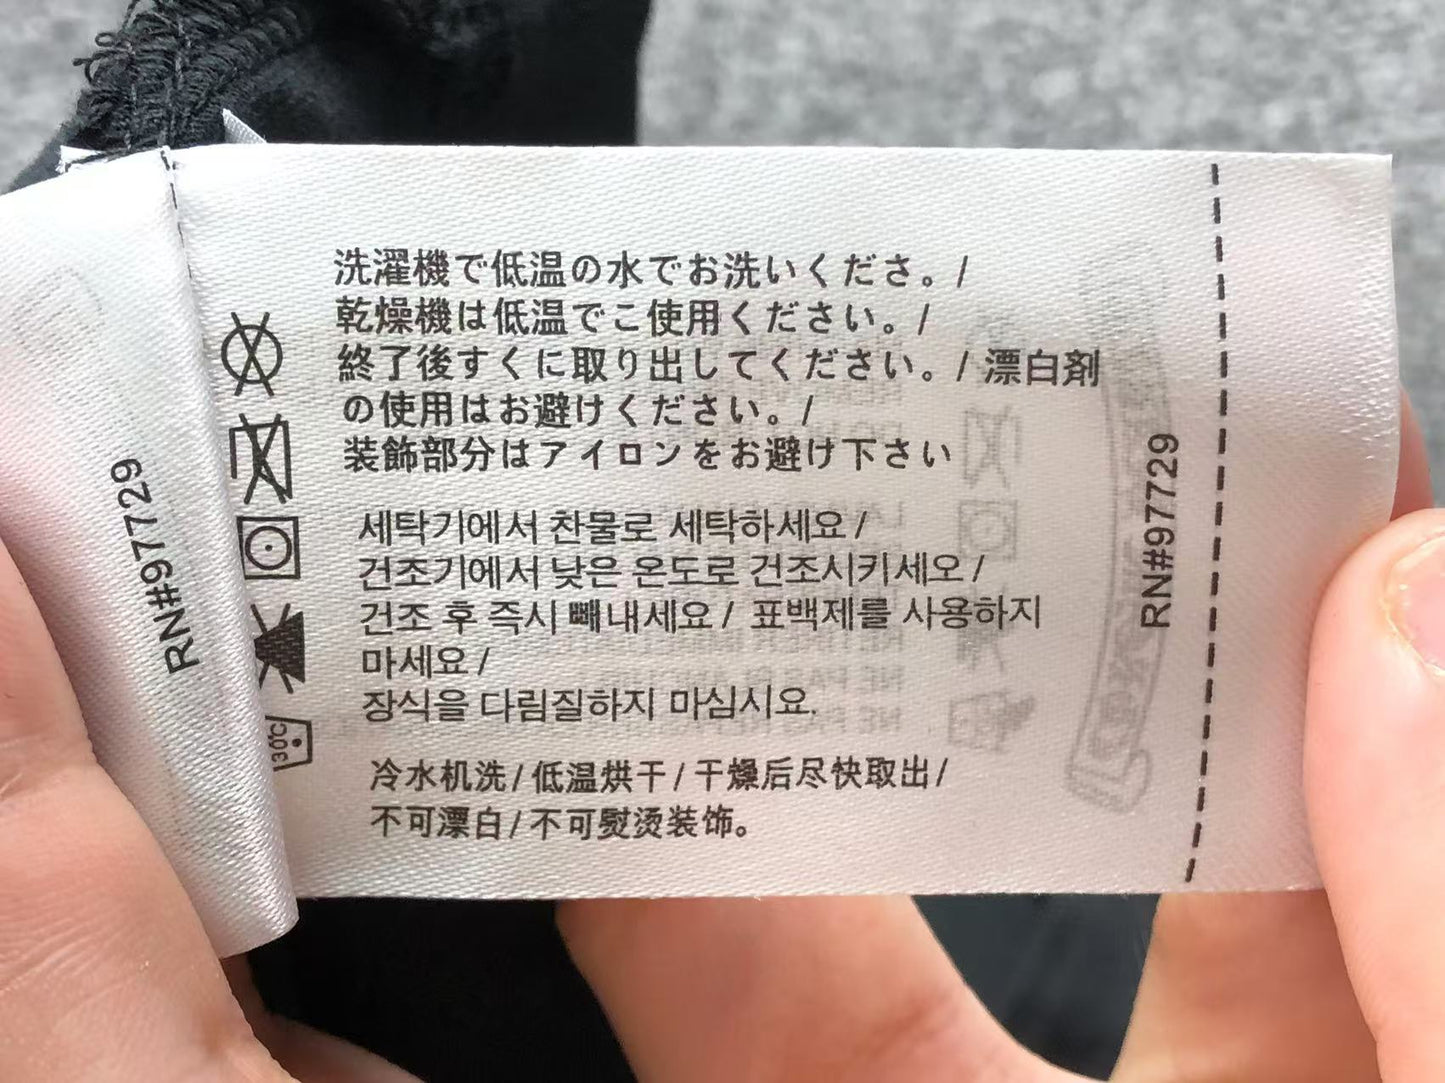 洗濯機で低温の水でお洗いくださ。/
乾燥機は低温でこ使用ください。/
終了後すくに取り出してください。/ 漂白剤
の使用はお避けください。/
装飾部分はアイロンをお避け下さい
세탁기에서 찬물로 세탁하세요 /
건조기에서 낮은 온도로 건조시키세오 /
건조 후 즉시 빼내세요 / 표백제를 사용하지
마세요 /
장식을 다림질하지 마십시요.
冷水机洗 / 低温烘干 / 干燥后尽快取出 /
不可漂白 / 不可熨烫装饰。
30C
RN#97729
RN#97729